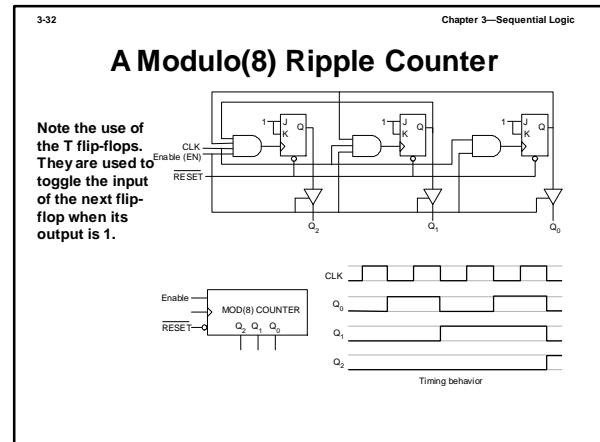 3-32
Chapter 3—Sequential Logic
A Modulo(8) Ripple Counter
Note the use of
the T flip-flops.
They are used to
toggle the input
of the next flip-
flop when its
output is 1.
CLK
Enable (EN)
RESET
1 J Q
K
1 J Q
K
1 J Q
K
Q2
Q1
Q0
Enable
MOD(8) COUNTER
RESET
Q2 Q1 Q0
CLK
Q0
Q1
Q2
Timing behavior